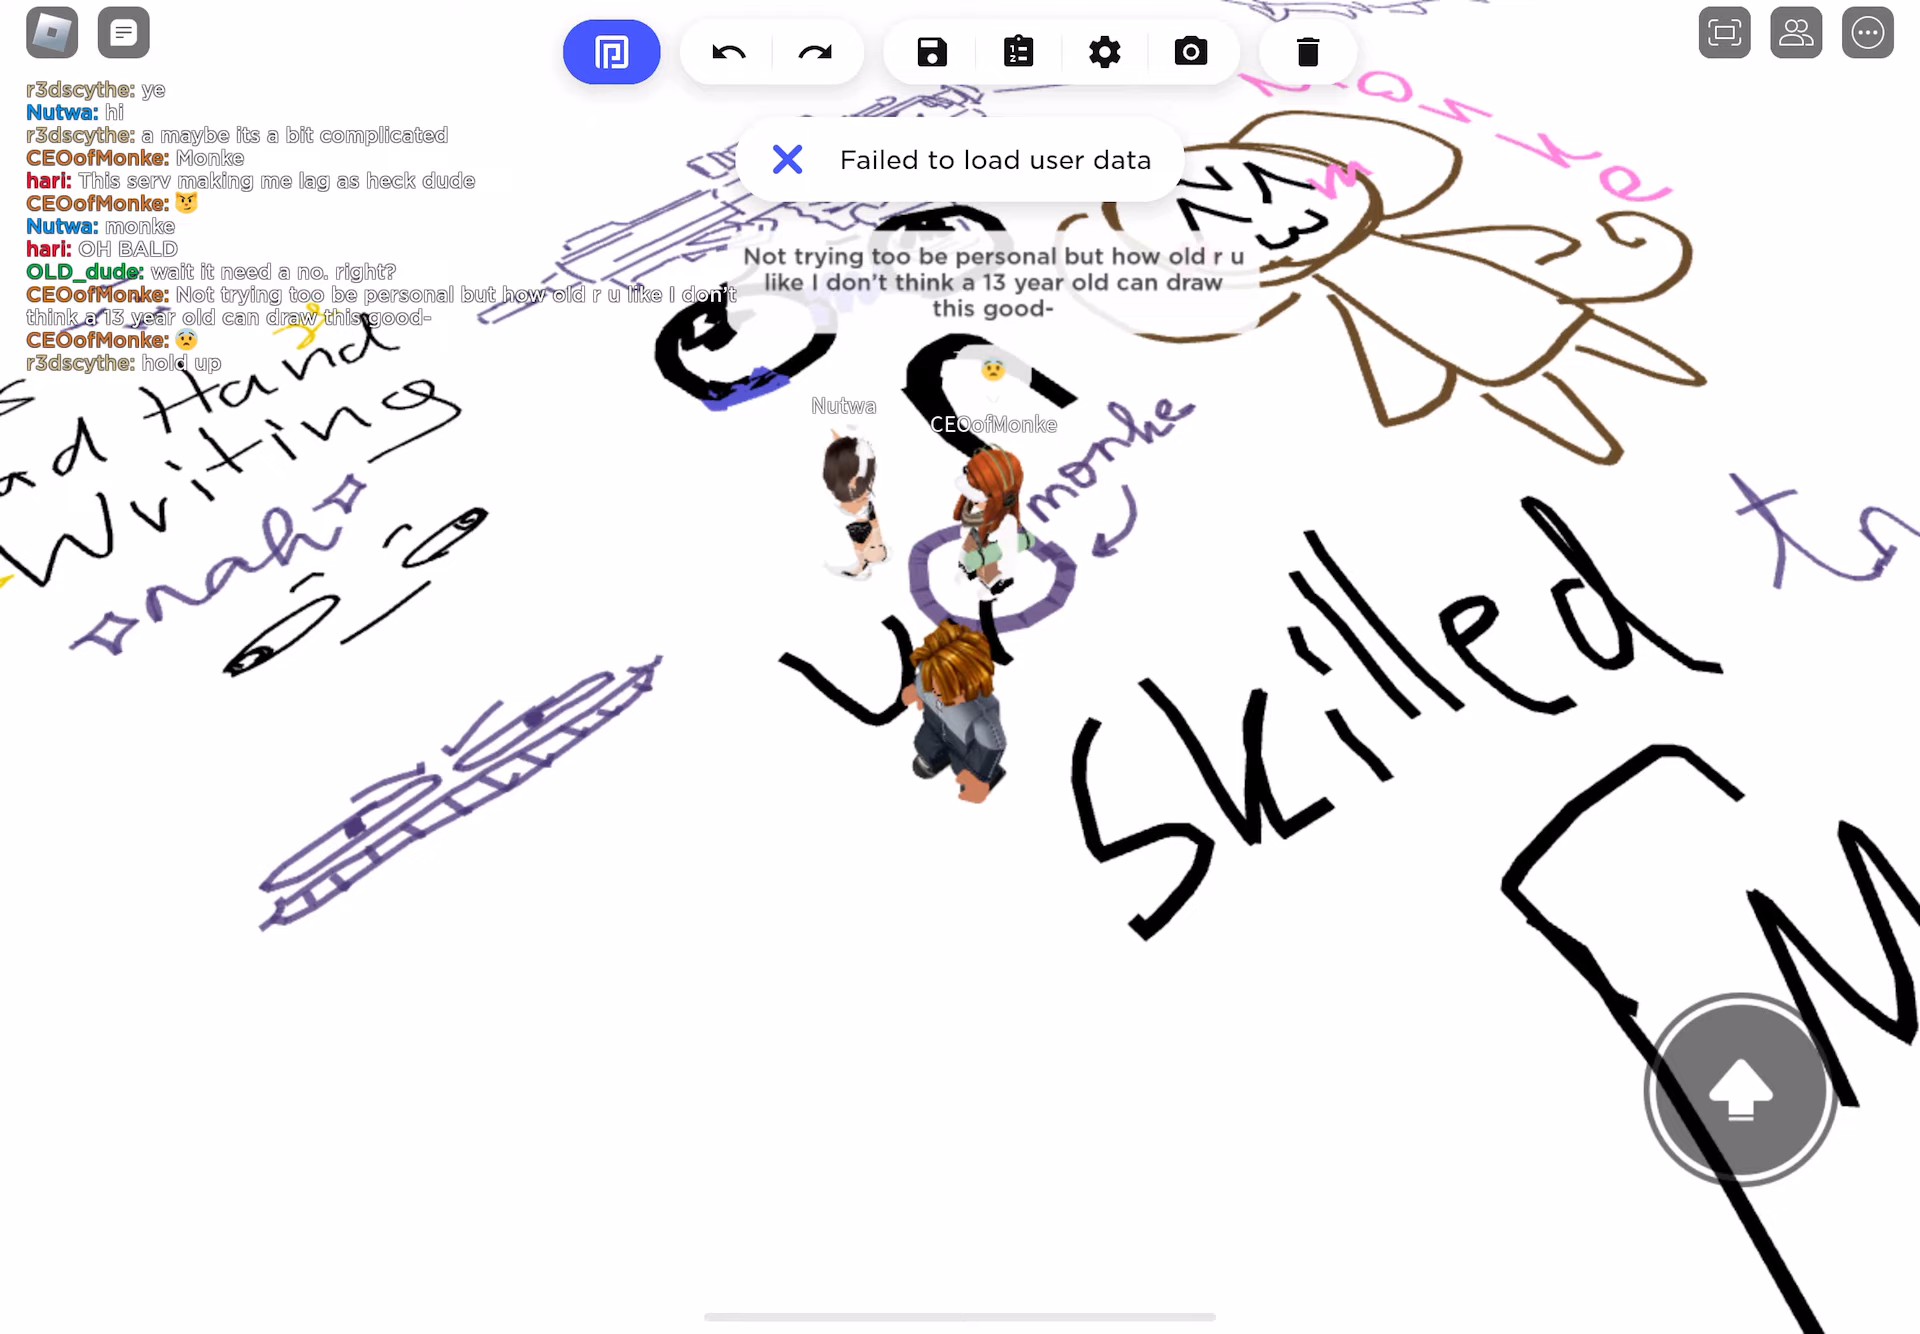 r3dscythe: ye
Nutwa: hi
r3dscythe: a maybe its a bit complicated
CEOofMonke: Monke
hari: This serv making me lag as heck dude
CEOofMonke: 😼
Nutwa: monke
hari: OH BALD
OLD_dude: wait it need a no. right?
CEOofMonke: Not trying too be personal but how old r u like I don't
think a 13 year old can draw this good-
CEOofMonke: 😟
r3dscythe: hold up
Failed to load user data
Not trying too be personal but how old r u
like I don't think a 13 year old can draw
this good-
😟
Nutwa
CEOofMonke
monke
Hand
Writing
nah
Skilled